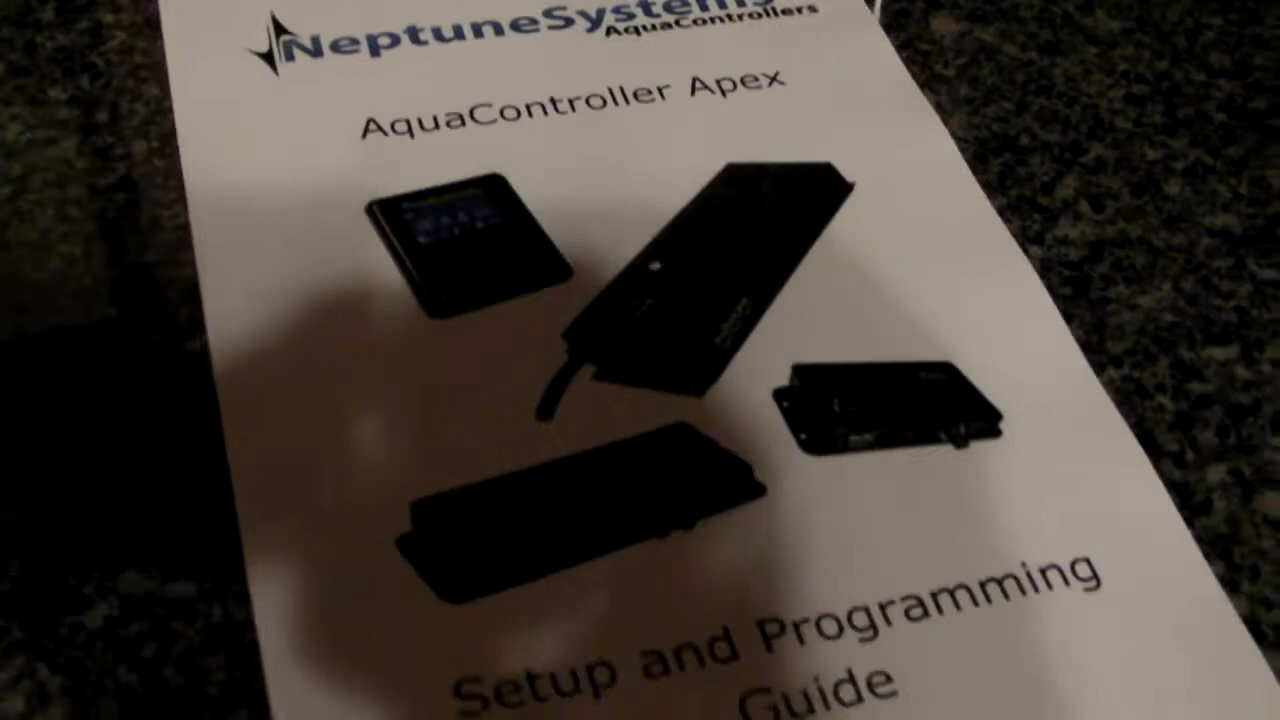 NeptuneSystems
AquaControllers
AquaController Apex
Setup and Programming
Guide